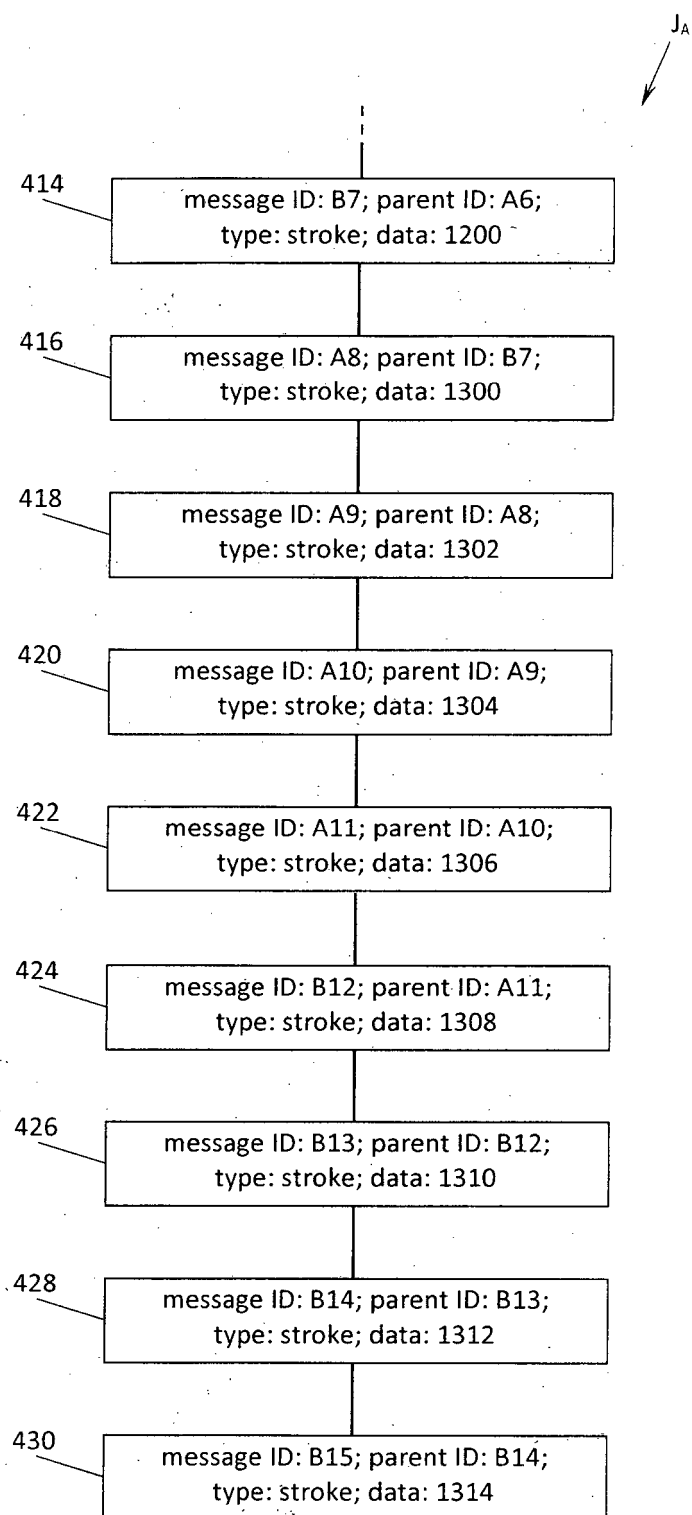 J_A
414
message ID: B7; parent ID: A6;
type: stroke; data: 1200
416
message ID: A8; parent ID: B7;
type: stroke; data: 1300
418
message ID: A9; parent ID: A8;
type: stroke; data: 1302
420
message ID: A10; parent ID: A9;
type: stroke; data: 1304
422
message ID: A11; parent ID: A10;
type: stroke; data: 1306
424
message ID: B12; parent ID: A11;
type: stroke; data: 1308
426
message ID: B13; parent ID: B12;
type: stroke; data: 1310
428
message ID: B14; parent ID: B13;
type: stroke; data: 1312
430
message ID: B15; parent ID: B14;
type: stroke; data: 1314